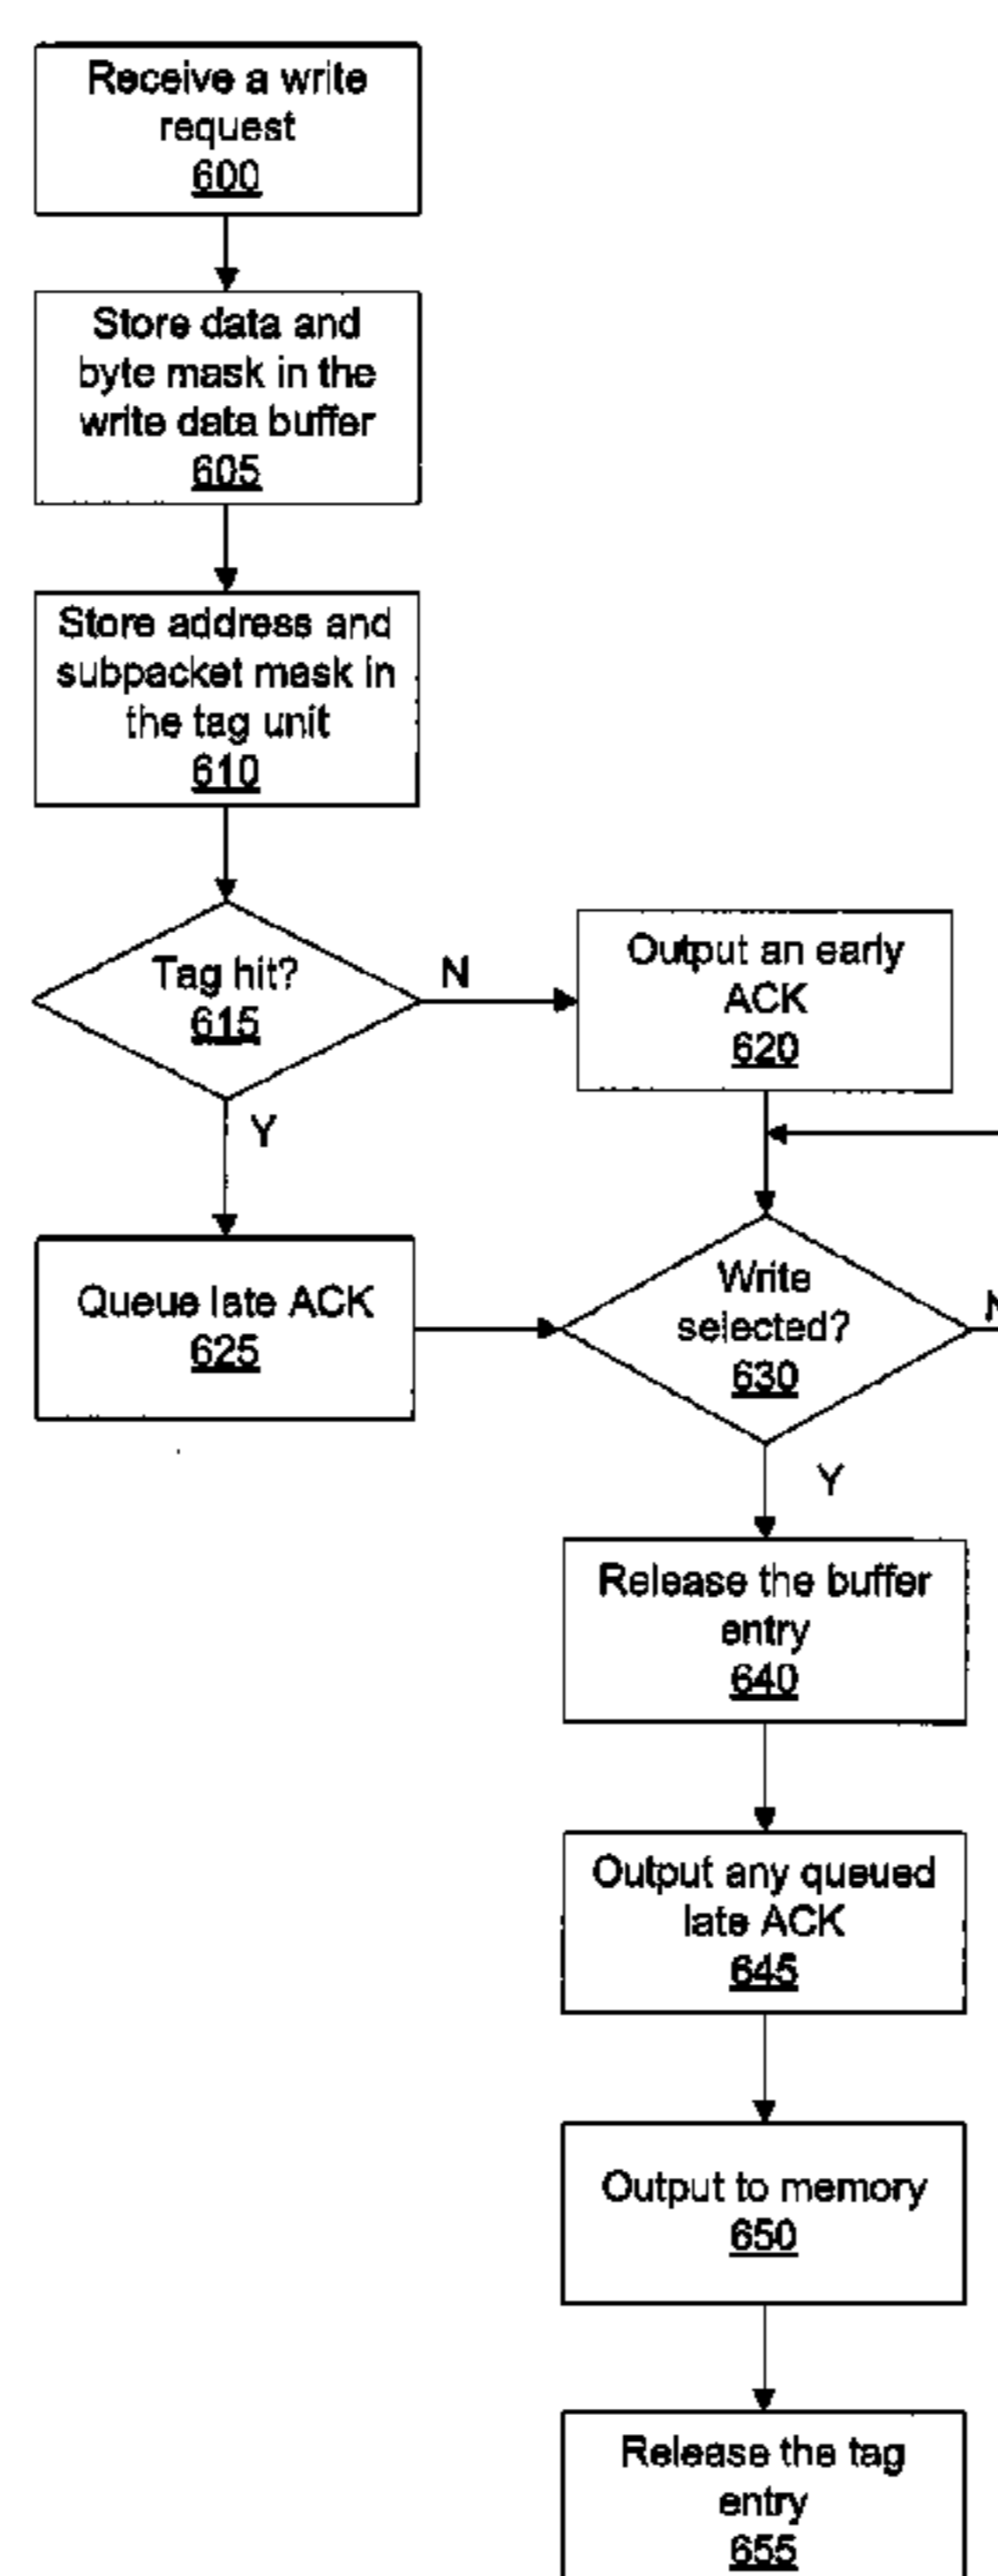 Receive a write
request
600
Store data and
byte mask in the
write data buffer
605
Store address and
subpacket mask in
the tag unit
610
Tag hit?
615
N
Output an early
ACK
620
Y
Queue late ACK
625
Write
selected?
630
Y
Release the buffer
entry
640
Output any queued
late ACK
645
Output to memory
650
Release the tag
entry
655